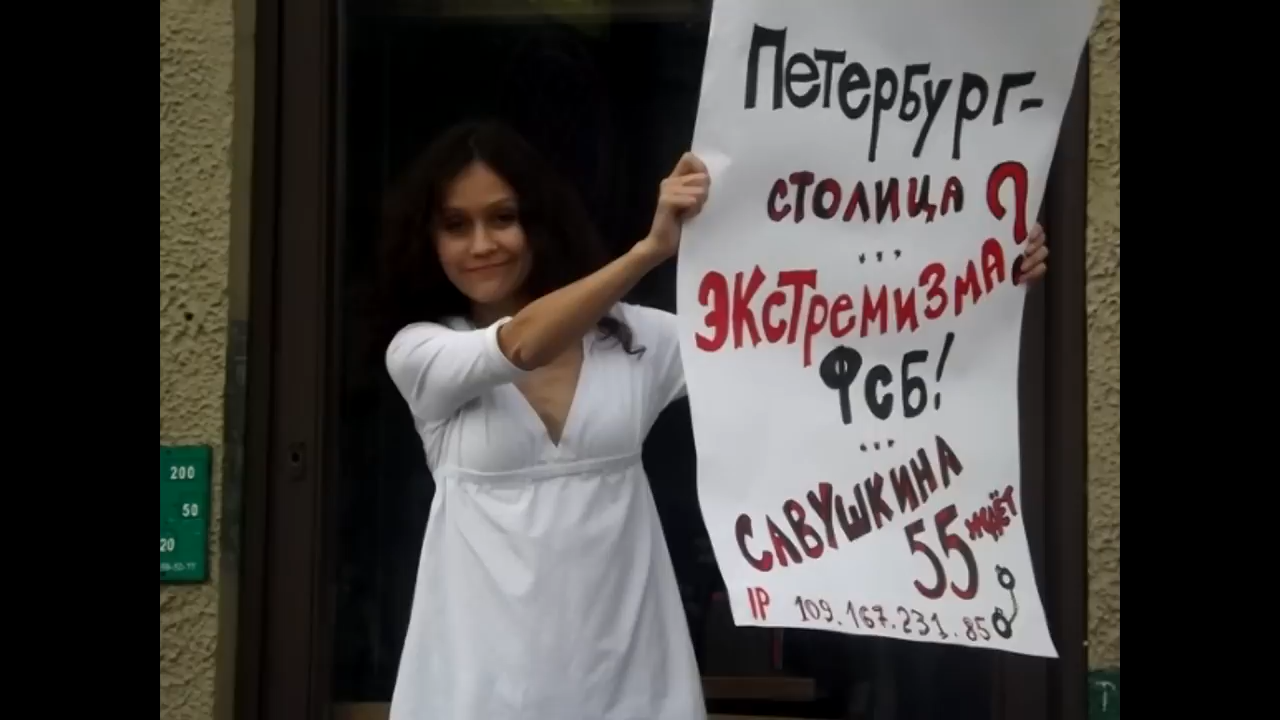 Петербург-
столица
...
экстремизма?
ФСБ!
...
САВУШКИНА
55 ждёт
IP 109.167.231.85
200
50
20